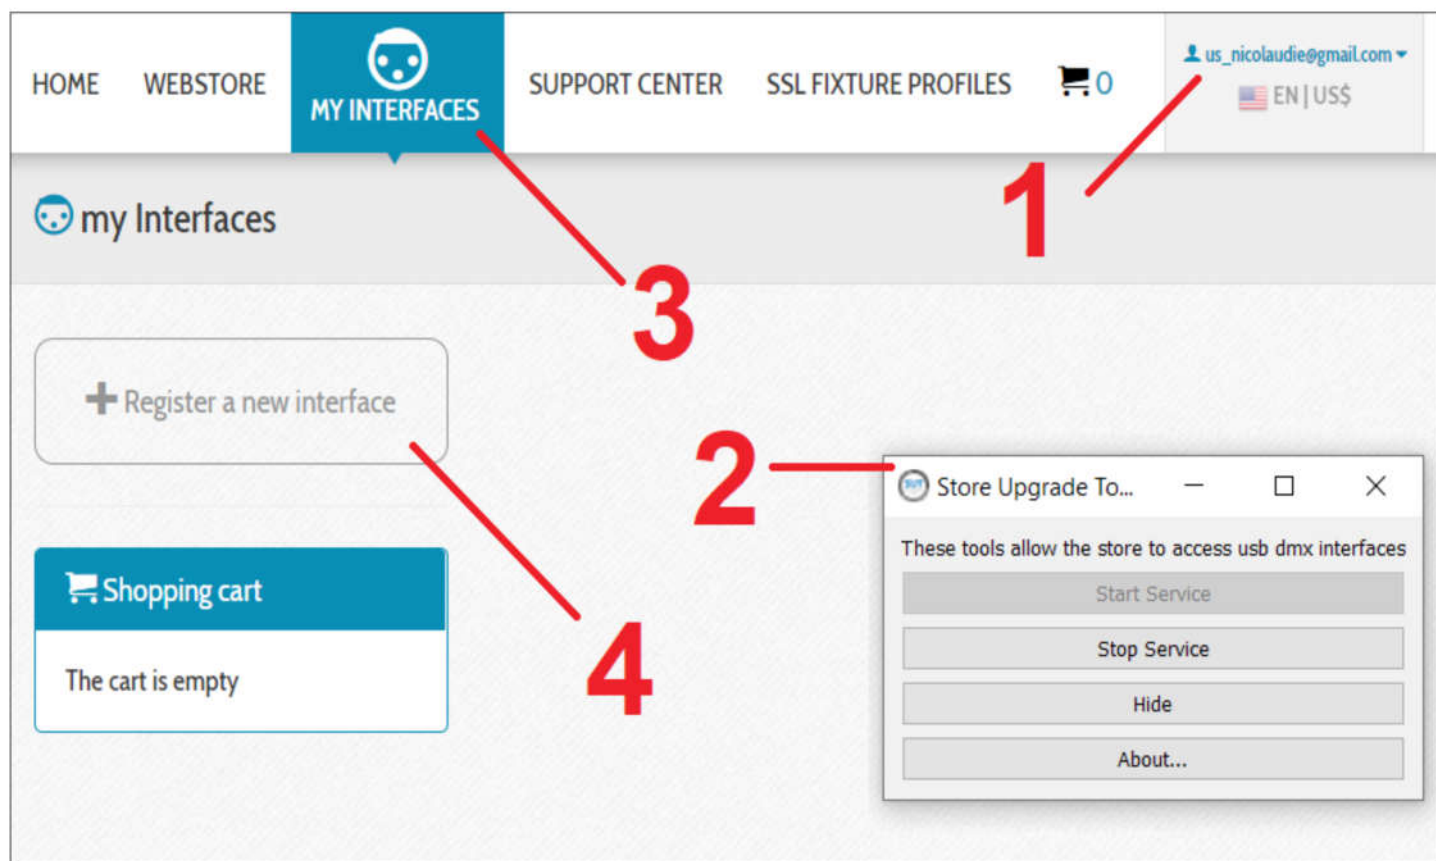 HOME WEBSTORE MY INTERFACES SUPPORT CENTER SSL FIXTURE PROFILES 0
us_nicolaudie@gmail.com
EN | US$
1
my Interfaces
3
Register a new interface
2
Store Upgrade To...
These tools allow the store to access usb dmx interfaces
Start Service
Stop Service
Hide
About...
Shopping cart
4
The cart is empty